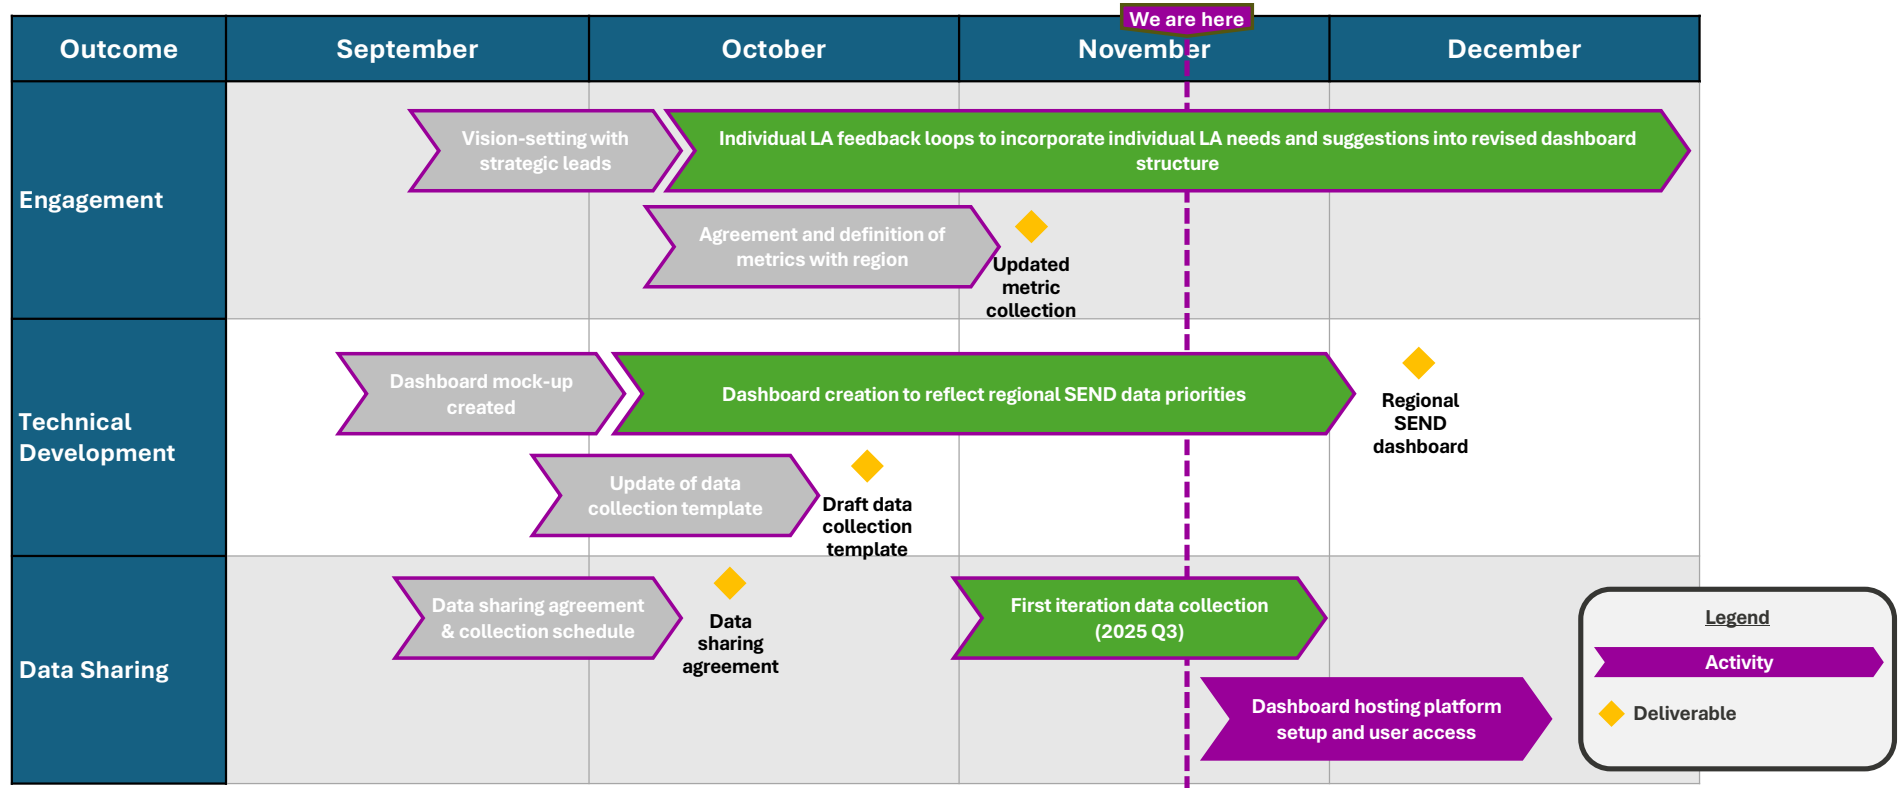 We are here
Outcome
September
October
November
December
Engagement
Vision-setting with
strategic leads
Individual LA feedback loops to incorporate individual LA needs and suggestions into revised dashboard
structure
Agreement and definition of
metrics with region
Updated
metric
collection
Technical
Development
Dashboard mock-up
created
Dashboard creation to reflect regional SEND data priorities
Regional
SEND
dashboard
Update of data
collection template
Draft data
collection
template
Data Sharing
Data sharing agreement
& collection schedule
Data
sharing
agreement
First iteration data collection
(2025 Q3)
Dashboard hosting platform
setup and user access
Legend
Activity
Deliverable